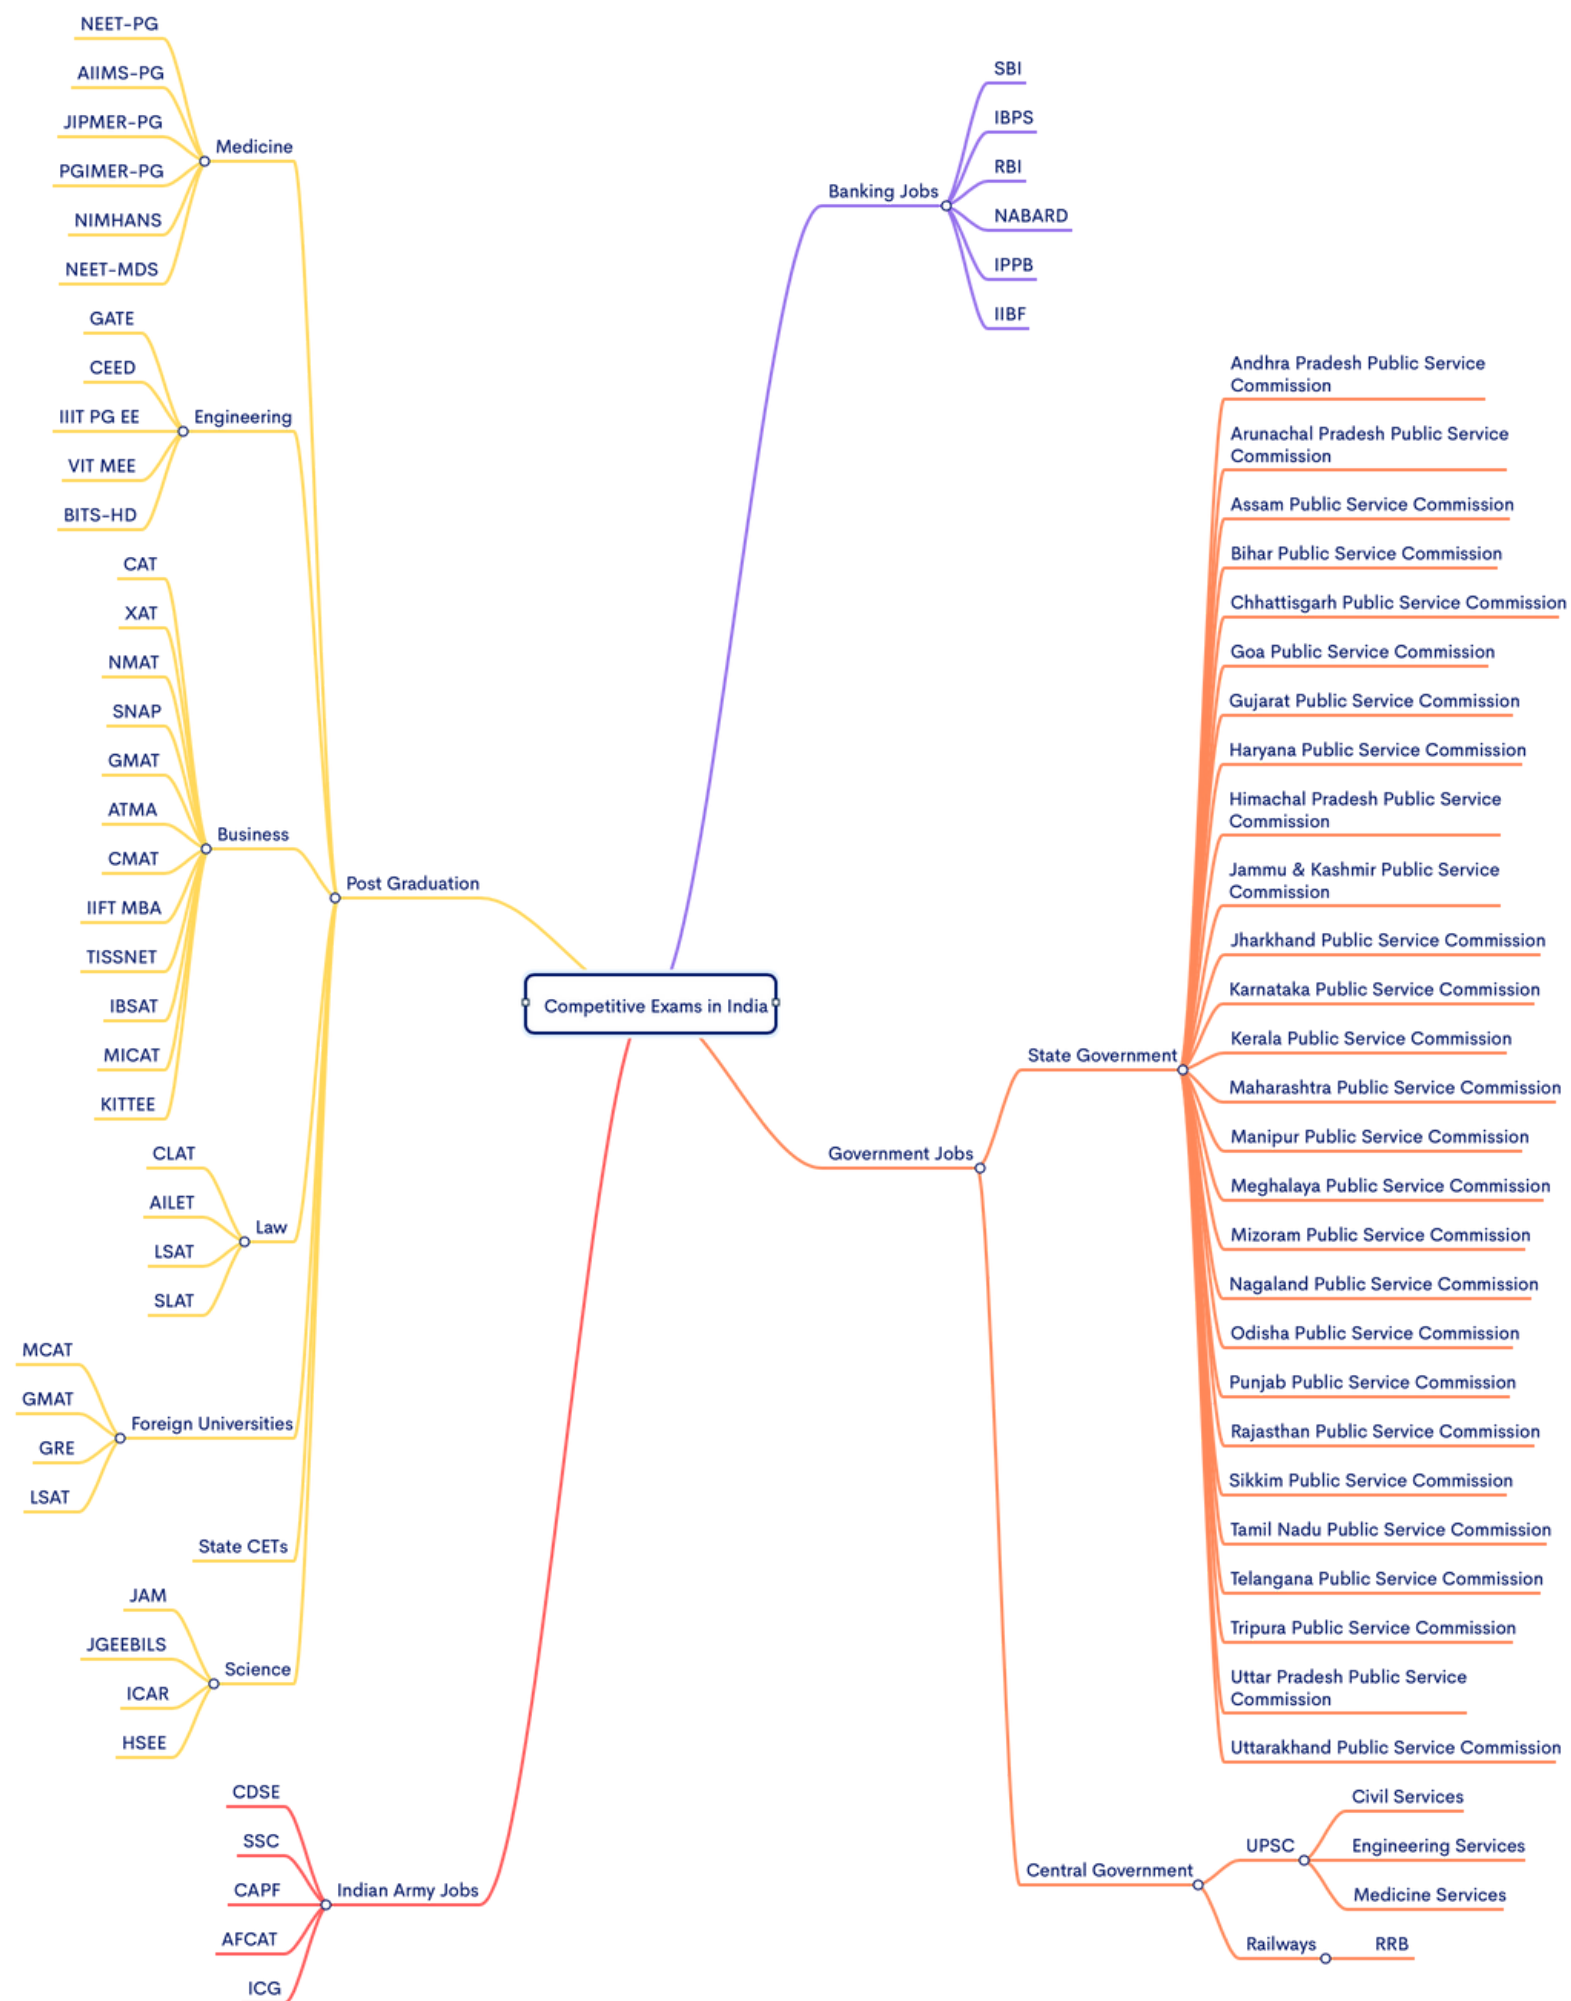 Competitive Exams in India
Post Graduation
Medicine
NEET-PG
AIIMS-PG
JIPMER-PG
PGIMER-PG
NIMHANS
NEET-MDS
Engineering
GATE
CEED
IIIT PG EE
VIT MEE
BITS-HD
Business
CAT
XAT
NMAT
SNAP
GMAT
ATMA
CMAT
IIFT MBA
TISSNET
IBSAT
MICAT
KITTEE
Law
CLAT
AILET
LSAT
SLAT
Foreign Universities
MCAT
GMAT
GRE
LSAT
State CETs
Science
JAM
JGEEBILS
ICAR
HSEE
Indian Army Jobs
CDSE
SSC
CAPF
AFCAT
ICG
Banking Jobs
SBI
IBPS
RBI
NABARD
IPPB
IIBF
Government Jobs
State Government
Andhra Pradesh Public Service
Commission
Arunachal Pradesh Public Service
Commission
Assam Public Service Commission
Bihar Public Service Commission
Chhattisgarh Public Service Commission
Goa Public Service Commission
Gujarat Public Service Commission
Haryana Public Service Commission
Himachal Pradesh Public Service
Commission
Jammu & Kashmir Public Service
Commission
Jharkhand Public Service Commission
Karnataka Public Service Commission
Kerala Public Service Commission
Maharashtra Public Service Commission
Manipur Public Service Commission
Meghalaya Public Service Commission
Mizoram Public Service Commission
Nagaland Public Service Commission
Odisha Public Service Commission
Punjab Public Service Commission
Rajasthan Public Service Commission
Sikkim Public Service Commission
Tamil Nadu Public Service Commission
Telangana Public Service Commission
Tripura Public Service Commission
Uttar Pradesh Public Service
Commission
Uttarakhand Public Service Commission
Central Government
UPSC
Civil Services
Engineering Services
Medicine Services
Railways
RRB